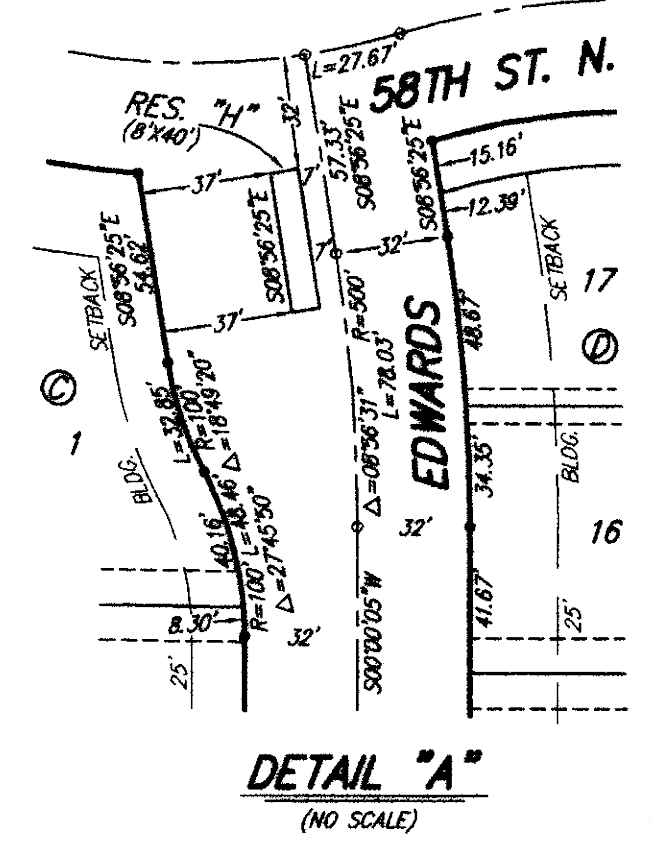 L=27.67'
58TH ST. N.
RES. "H"
(8'X40')
32'
57.33'
S08°56'25"E
S08°56'25"E
15.16'
12.39'
37'
7'
7'
S08°56'25"E
S08°56'25"E
54.62'
32'
37'
SETBACK
SETBACK
17
D
R=500'
L=78.03'
Δ=08°56'31"
EDWARDS
48.67'
C
1
L=32.85'
R=100'
Δ=18°49'20"
BLDG.
BLDG.
34.35'
40.16'
L=48.46'
R=100'
Δ=27°45'50"
32'
16
8.30'
32'
S00°00'05"W
41.67'
25'
25'
DETAIL "A"
(NO SCALE)